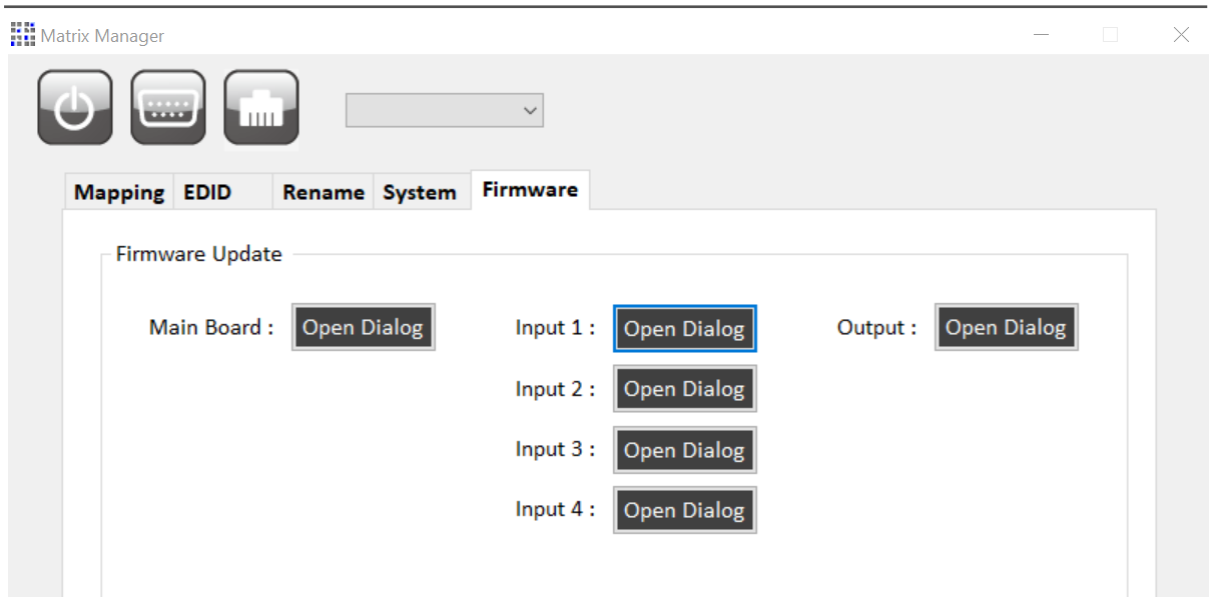 Matrix Manager
Mapping EDID Rename System Firmware
Firmware Update
Main Board : Open Dialog Input 1 : Open Dialog Output : Open Dialog
Input 2 : Open Dialog
Input 3 : Open Dialog
Input 4 : Open Dialog